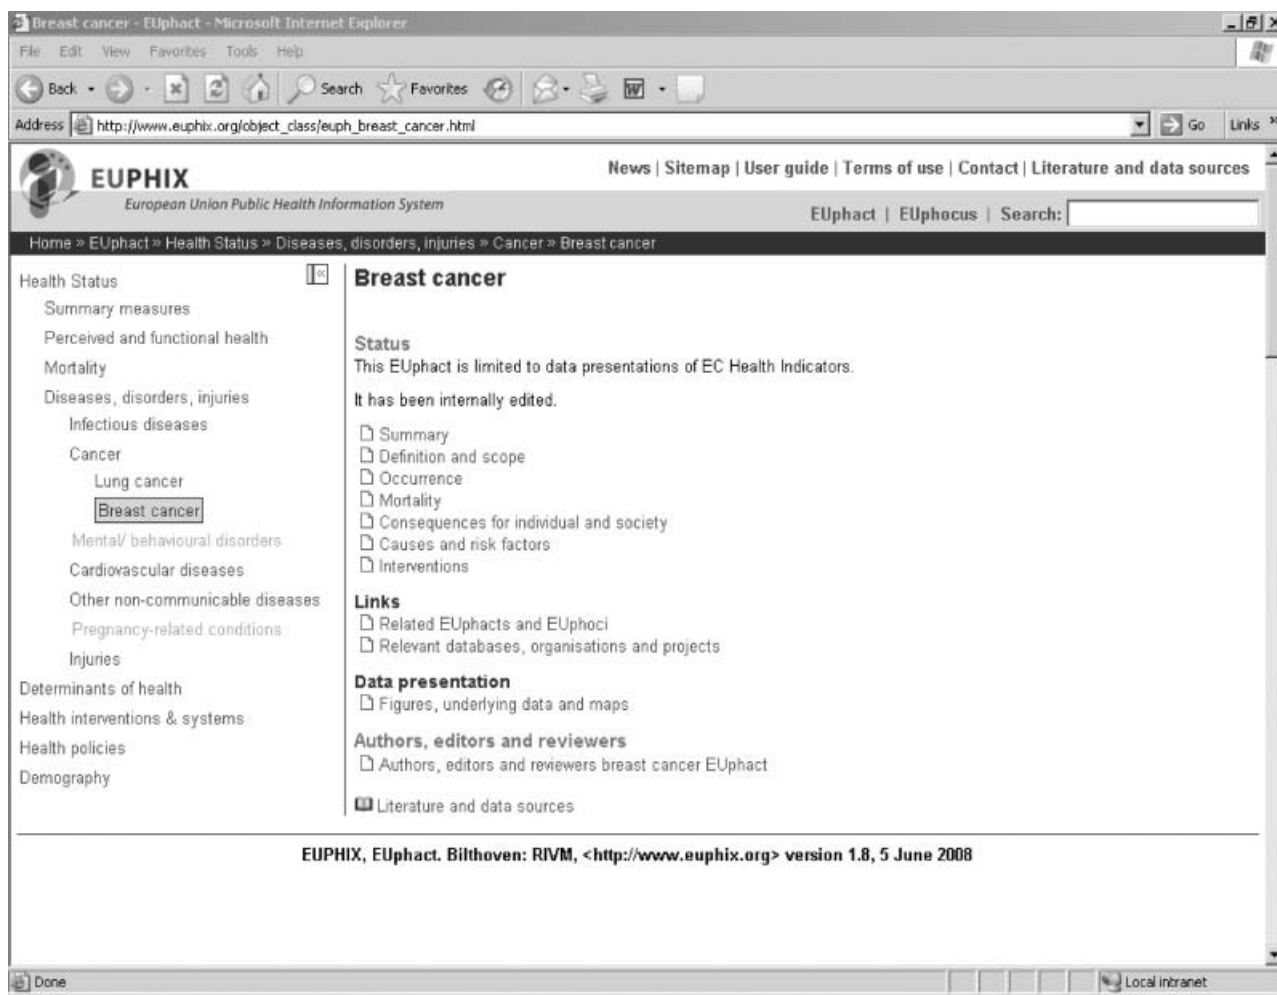 Breast cancer - EUphact - Microsoft Internet Explorer
File Edit View Favorites Tools Help
Back Search Favorites
Address http://www.euphix.org/object_class/euph_breast_cancer.html Go Links »
EUPHIX
European Union Public Health Information System
News | Sitemap | User guide | Terms of use | Contact | Literature and data sources
EUphact | EUphocus | Search:
Home » EUphact » Health Status » Diseases, disorders, injuries » Cancer » Breast cancer
Health Status
Summary measures
Perceived and functional health
Mortality
Diseases, disorders, injuries
Infectious diseases
Cancer
Lung cancer
Breast cancer
Mental/ behavioural disorders
Cardiovascular diseases
Other non-communicable diseases
Pregnancy-related conditions
Injuries
Determinants of health
Health interventions & systems
Health policies
Demography
Breast cancer
Status
This EUphact is limited to data presentations of EC Health Indicators.
It has been internally edited.
Summary
Definition and scope
Occurrence
Mortality
Consequences for individual and society
Causes and risk factors
Interventions
Links
Related EUphacts and EUphoci
Relevant databases, organisations and projects
Data presentation
Figures, underlying data and maps
Authors, editors and reviewers
Authors, editors and reviewers breast cancer EUphact
Literature and data sources
EUPHIX, EUphact. Bilthoven: RIVM, <http://www.euphix.org> version 1.8, 5 June 2008
Done Local intranet